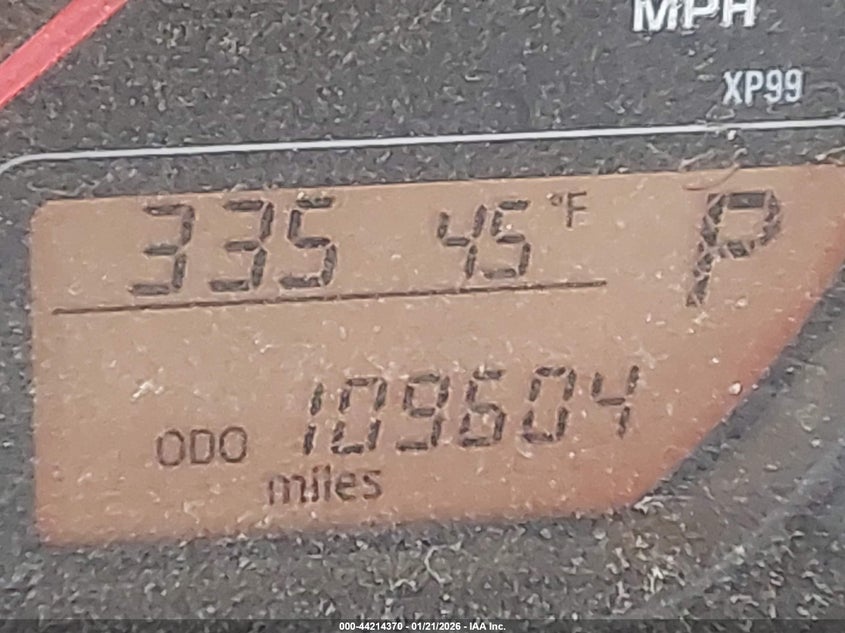 MPH
XP99
335 45°F P
ODO 109604
miles
000-44214370 - 01/21/2026 - IAA Inc.